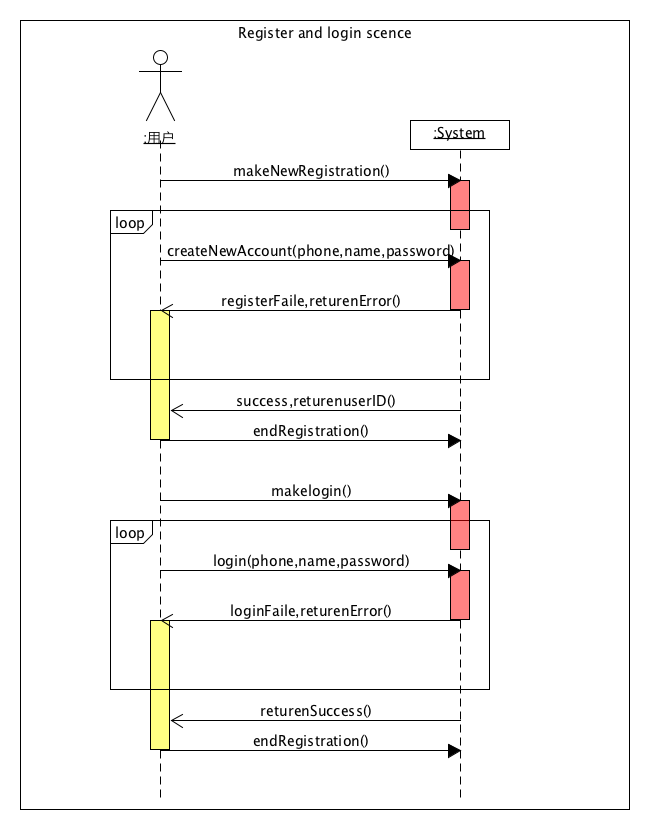 Register and login scence
:用户
:System
makeNewRegistration()
loop
createNewAccount(phone,name,password)
registerFaile,returenError()
success,returenuserID()
endRegistration()
makelogin()
loop
login(phone,name,password)
loginFaile,returenError()
returenSuccess()
endRegistration()